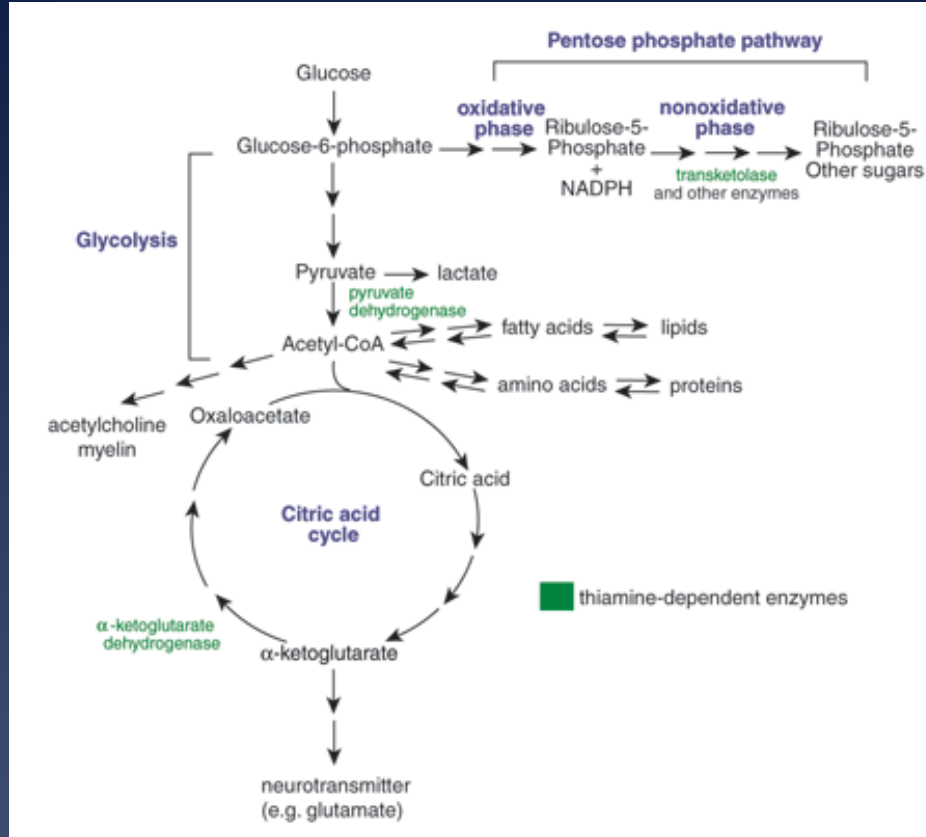 Pentose phosphate pathway
Glucose
oxidative
phase
nonoxidative
phase
Glucose-6-phosphate
Ribulose-5-
Phosphate
+
NADPH
transketolase
and other enzymes
Ribulose-5-
Phosphate
Other sugars
Glycolysis
Pyruvate
lactate
pyruvate
dehydrogenase
Acetyl-CoA
fatty acids
lipids
amino acids
proteins
acetylcholine
myelin
Oxaloacetate
Citric acid
Citric acid
cycle
thiamine-dependent enzymes
α-ketoglutarate
dehydrogenase
α-ketoglutarate
neurotransmitter
(e.g. glutamate)